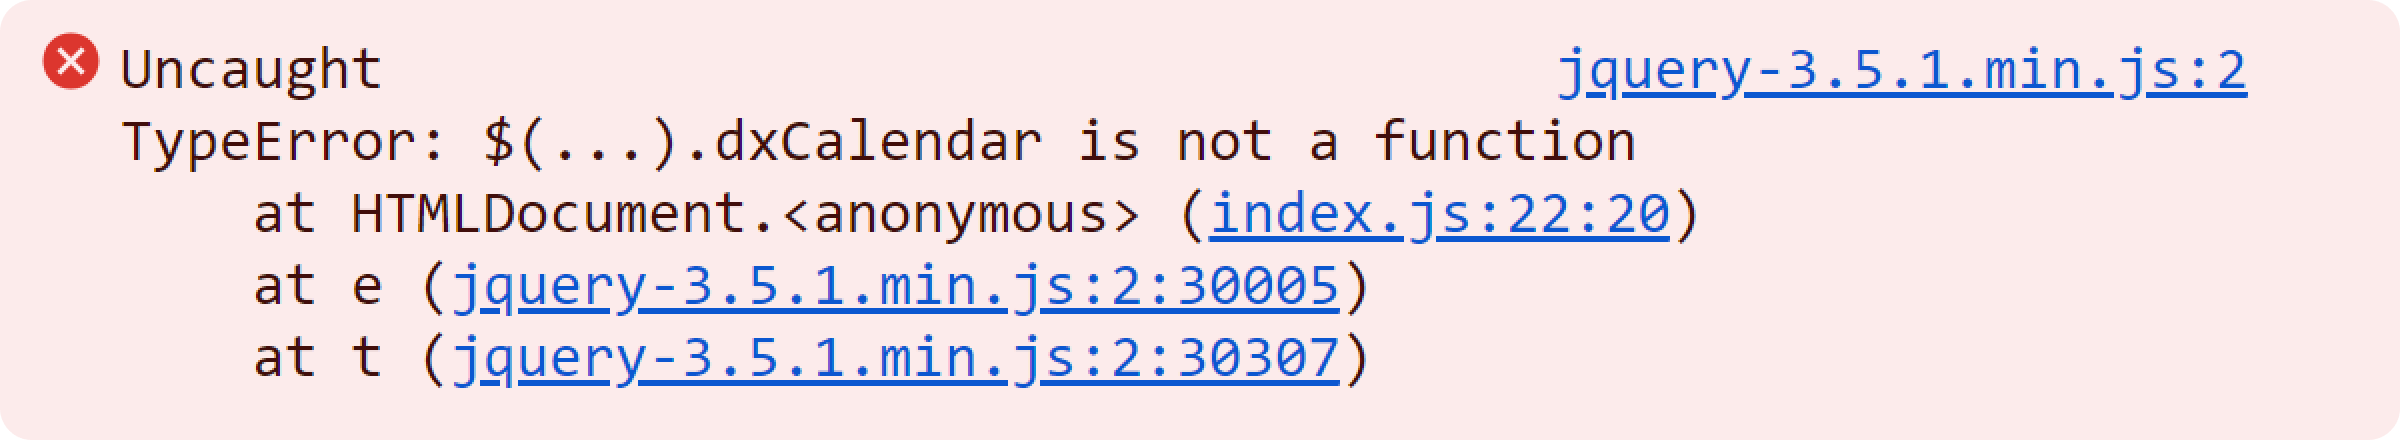 Uncaught jquery-3.5.1.min.js:2
TypeError: $(...).dxCalendar is not a function
at HTMLDocument.<anonymous> (index.js:22:20)
at e (jquery-3.5.1.min.js:2:30005)
at t (jquery-3.5.1.min.js:2:30307)